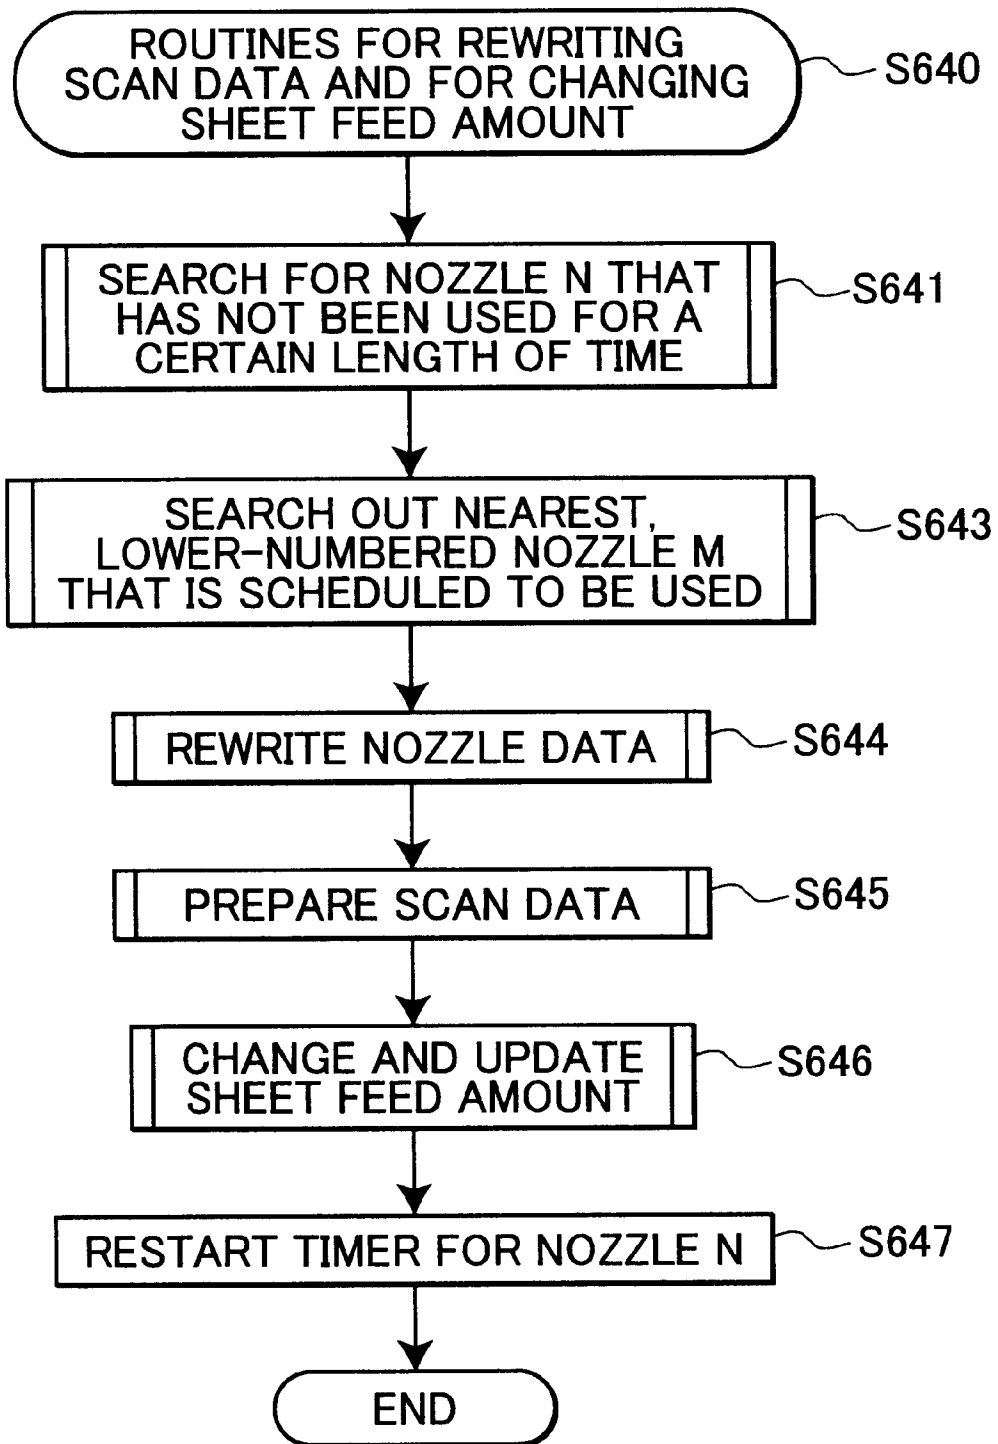 ROUTINES FOR REWRITING
SCAN DATA AND FOR CHANGING
SHEET FEED AMOUNT
S640
SEARCH FOR NOZZLE N THAT
HAS NOT BEEN USED FOR A
CERTAIN LENGTH OF TIME
S641
SEARCH OUT NEAREST,
LOWER-NUMBERED NOZZLE M
THAT IS SCHEDULED TO BE USED
S643
REWRITE NOZZLE DATA
S644
PREPARE SCAN DATA
S645
CHANGE AND UPDATE
SHEET FEED AMOUNT
S646
RESTART TIMER FOR NOZZLE N
S647
END